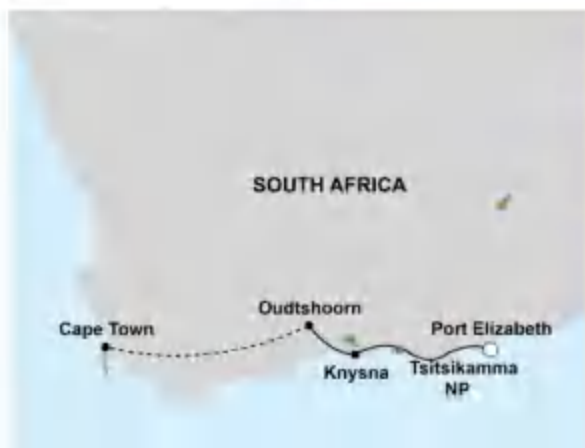 SOUTH AFRICA
Oudtshoorn
Cape Town
Port Elizabeth
Knysna
Tsitsikamma
NP